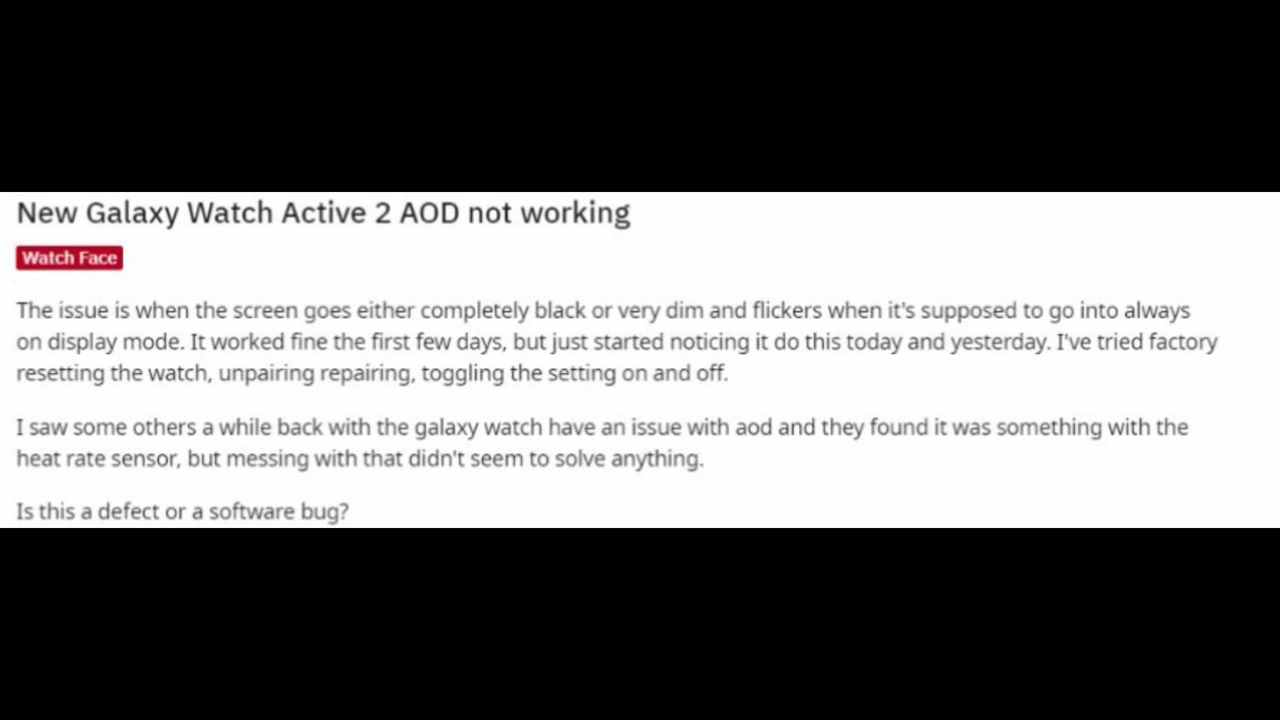 New Galaxy Watch Active 2 AOD not working
Watch Face
The issue is when the screen goes either completely black or very dim and flickers when it's supposed to go into always
on display mode. It worked fine the first few days, but just started noticing it do this today and yesterday. I've tried factory
resetting the watch, unpairing repairing, toggling the setting on and off.
I saw some others a while back with the galaxy watch have an issue with aod and they found it was something with the
heat rate sensor, but messing with that didn't seem to solve anything.
Is this a defect or a software bug?